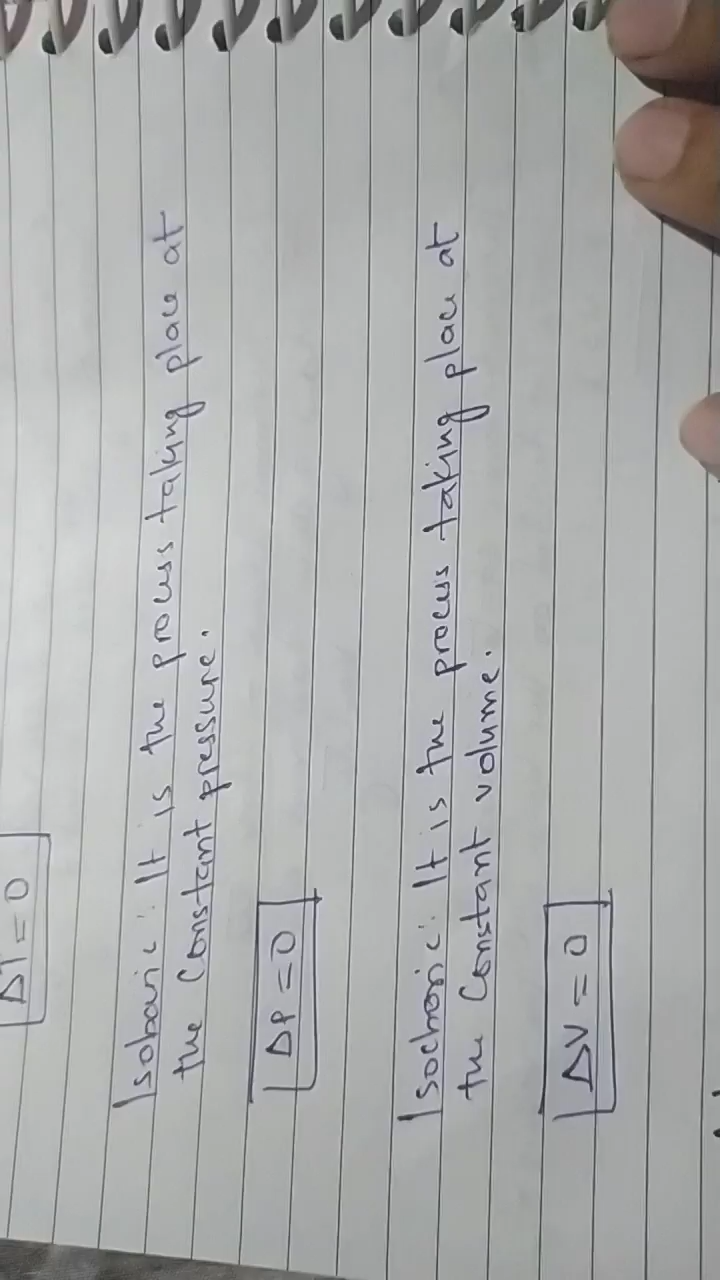 ΔT = 0
Isobaric : It is the process taking place at
the constant pressure.
ΔP = 0
Isochoric : It is the process taking place at
the constant volume.
ΔV = 0